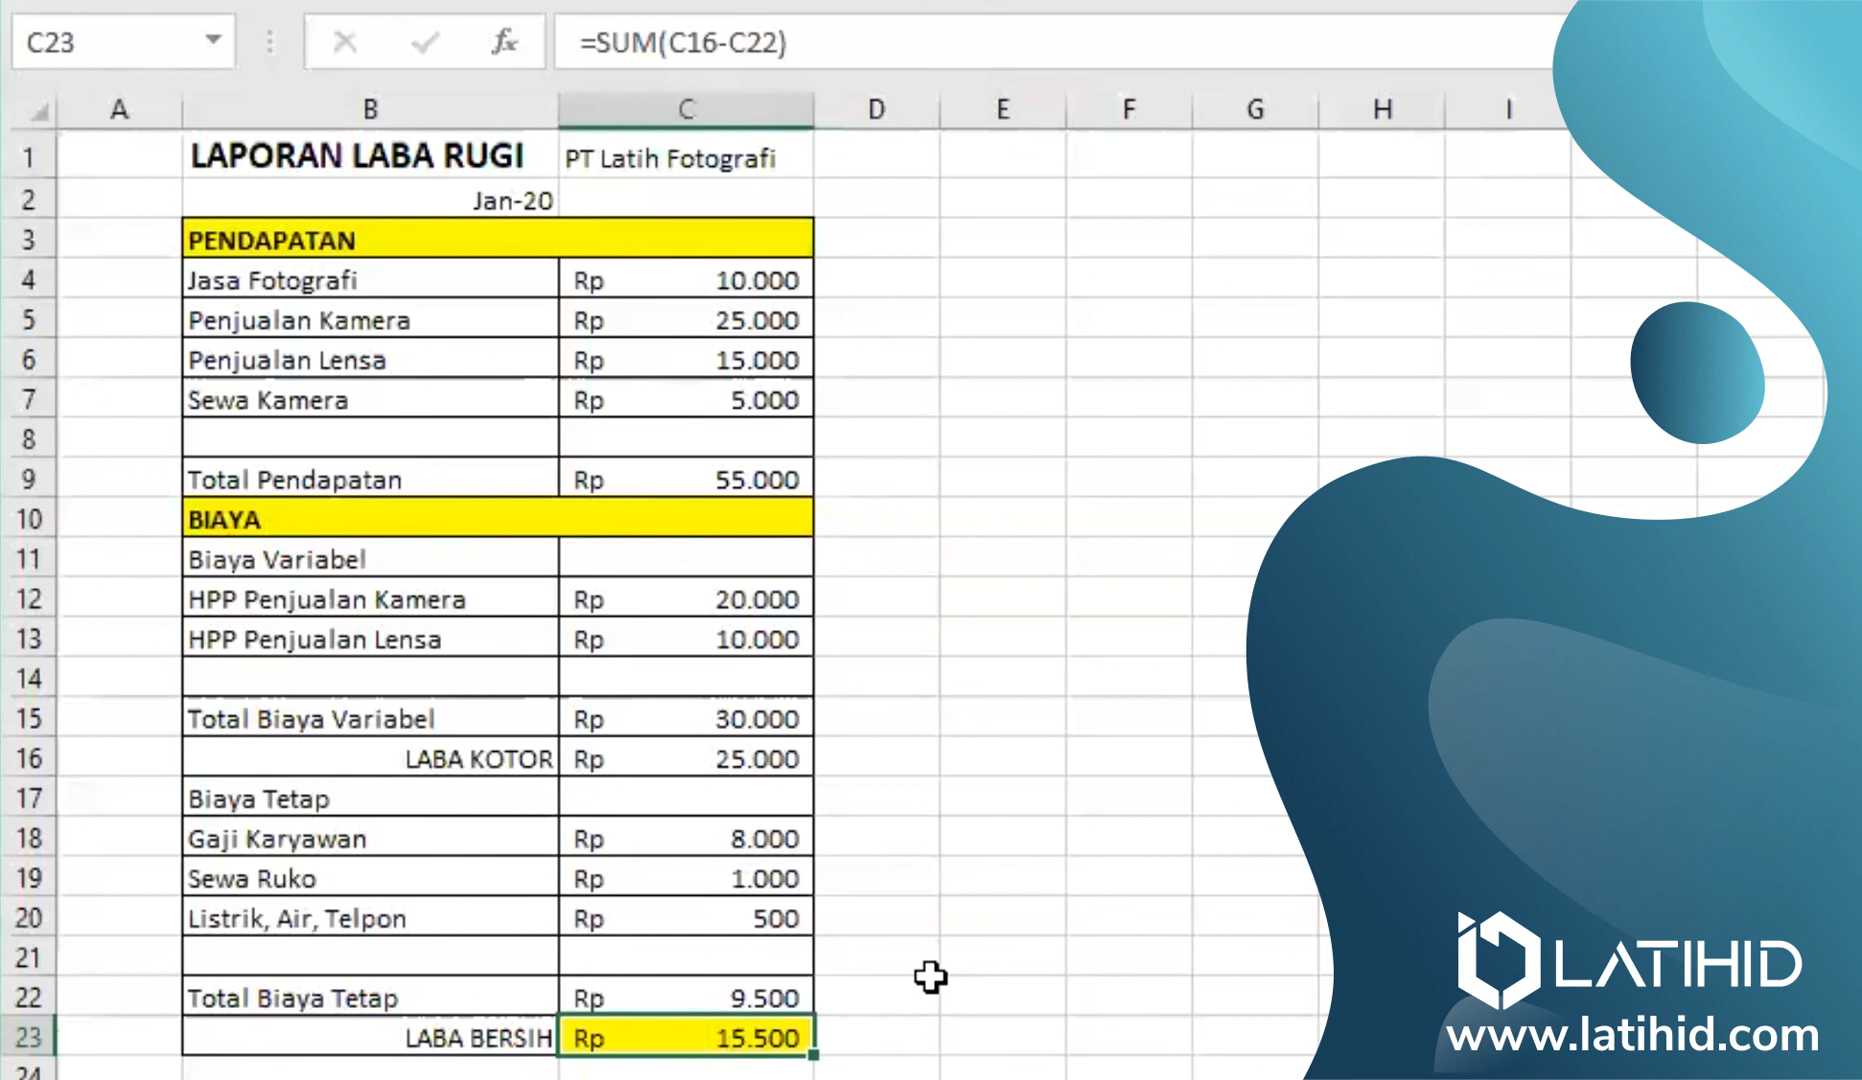 C23 fx =SUM(C16-C22)
A B C D E F G H I
1 LAPORAN LABA RUGI PT Latih Fotografi
2 Jan-20
3 PENDAPATAN
4 Jasa Fotografi Rp 10.000
5 Penjualan Kamera Rp 25.000
6 Penjualan Lensa Rp 15.000
7 Sewa Kamera Rp 5.000
8
9 Total Pendapatan Rp 55.000
10 BIAYA
11 Biaya Variabel
12 HPP Penjualan Kamera Rp 20.000
13 HPP Penjualan Lensa Rp 10.000
14
15 Total Biaya Variabel Rp 30.000
16 LABA KOTOR Rp 25.000
17 Biaya Tetap
18 Gaji Karyawan Rp 8.000
19 Sewa Ruko Rp 1.000
20 Listrik, Air, Telpon Rp 500
21
22 Total Biaya Tetap Rp 9.500
23 LABA BERSIH Rp 15.500
24
LATIHID
www.latihid.com